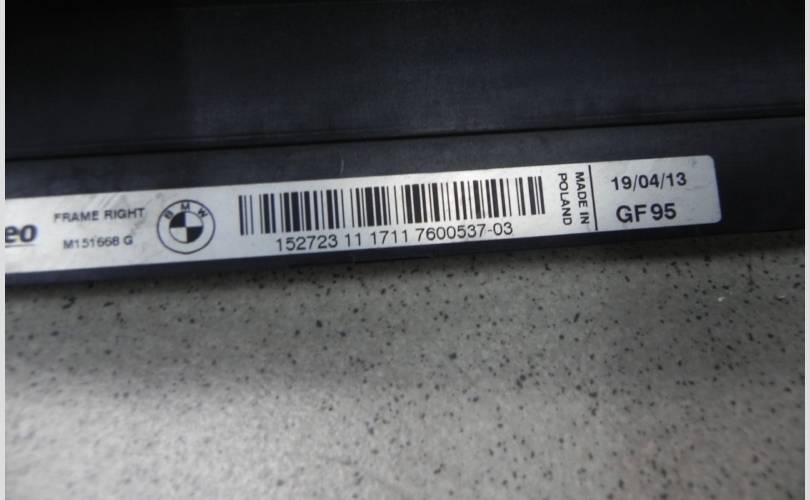 eo
FRAME RIGHT
M151668 G
BMW
152723 11 1711 7600537-03
MADE IN
POLAND
19/04/13
GF95